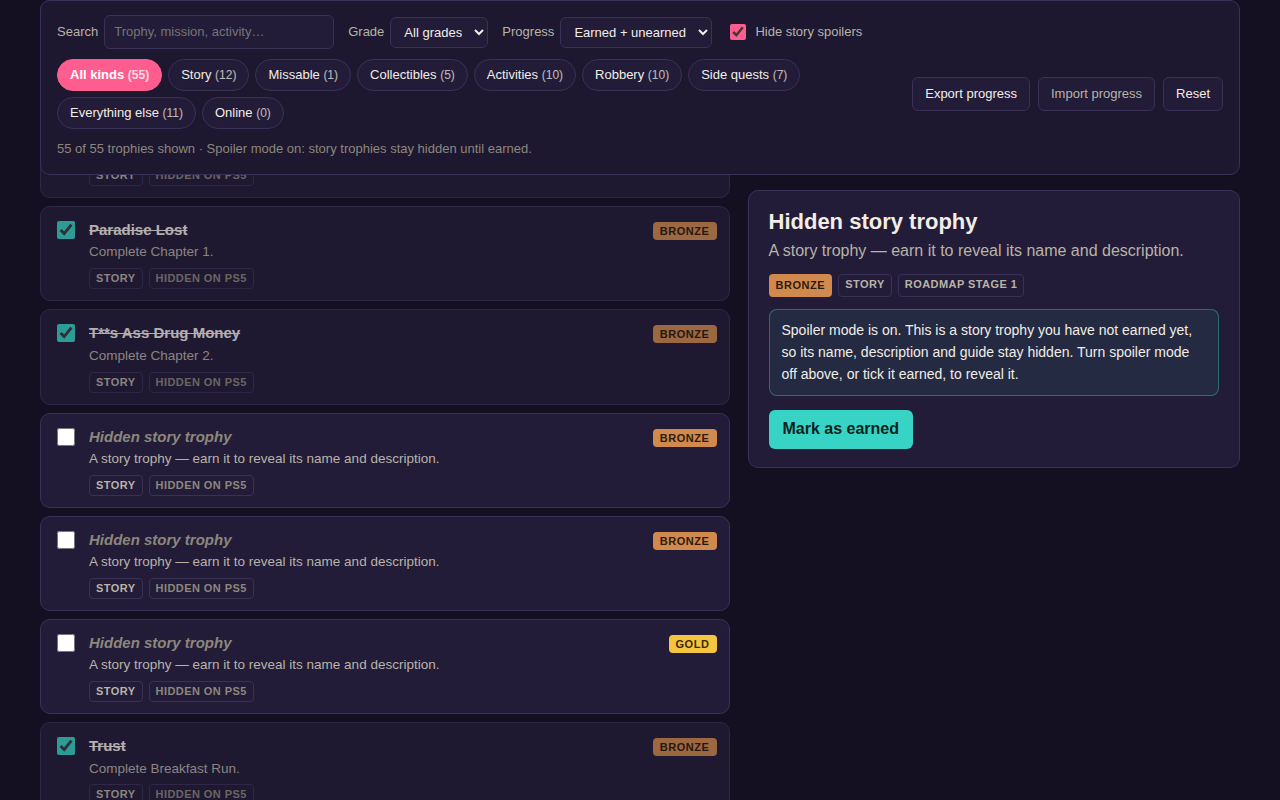 Search
Trophy, mission, activity…
Grade
All grades
Progress
Earned + unearned
Hide story spoilers
All kinds (55)
Story (12)
Missable (1)
Collectibles (5)
Activities (10)
Robbery (10)
Side quests (7)
Everything else (11)
Online (0)
Export progress
Import progress
Reset
55 of 55 trophies shown · Spoiler mode on: story trophies stay hidden until earned.
STORY
HIDDEN ON PS5
Paradise Lost
BRONZE
Complete Chapter 1.
STORY
HIDDEN ON PS5
T**s Ass Drug Money
BRONZE
Complete Chapter 2.
STORY
HIDDEN ON PS5
Hidden story trophy
BRONZE
A story trophy — earn it to reveal its name and description.
STORY
HIDDEN ON PS5
Hidden story trophy
BRONZE
A story trophy — earn it to reveal its name and description.
STORY
HIDDEN ON PS5
Hidden story trophy
GOLD
A story trophy — earn it to reveal its name and description.
STORY
HIDDEN ON PS5
Trust
BRONZE
Complete Breakfast Run.
STORY
HIDDEN ON PS5
Hidden story trophy
A story trophy — earn it to reveal its name and description.
BRONZE
STORY
ROADMAP STAGE 1
Spoiler mode is on. This is a story trophy you have not earned yet,
so its name, description and guide stay hidden. Turn spoiler mode
off above, or tick it earned, to reveal it.
Mark as earned